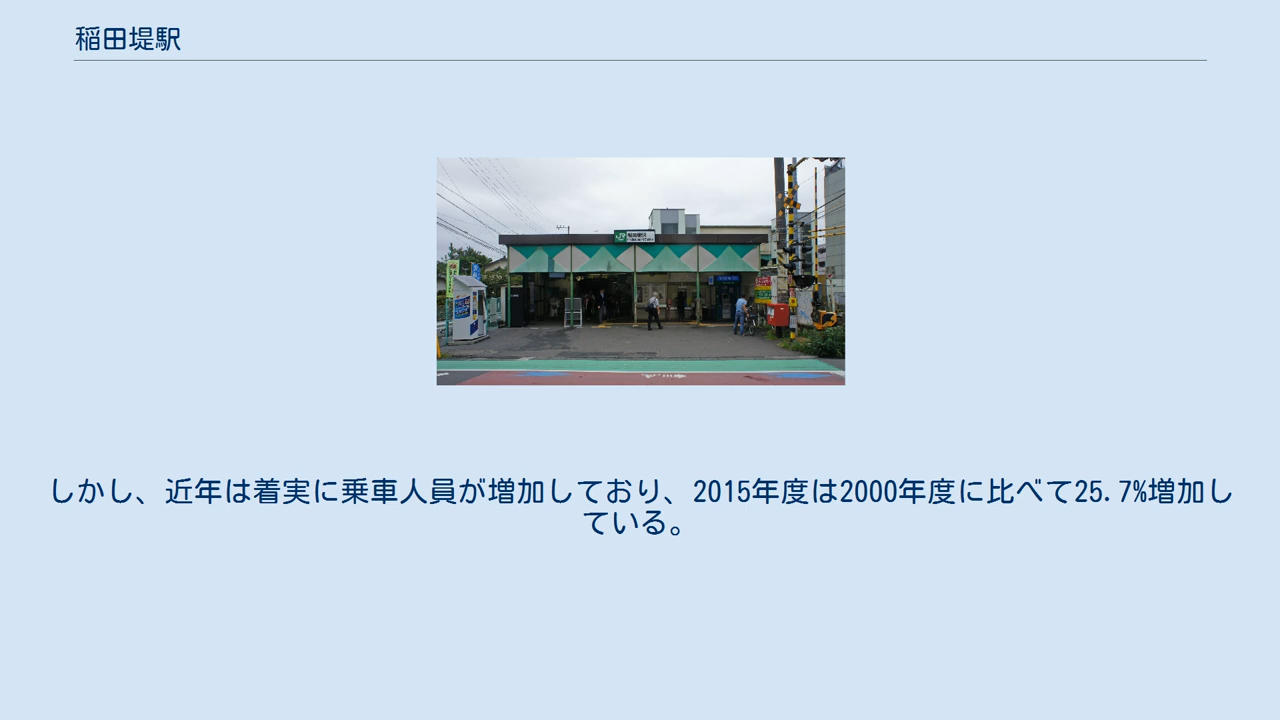 稲田堤駅
しかし、近年は着実に乗車人員が増加しており、2015年度は2000年度に比べて25.7%増加し
ている。